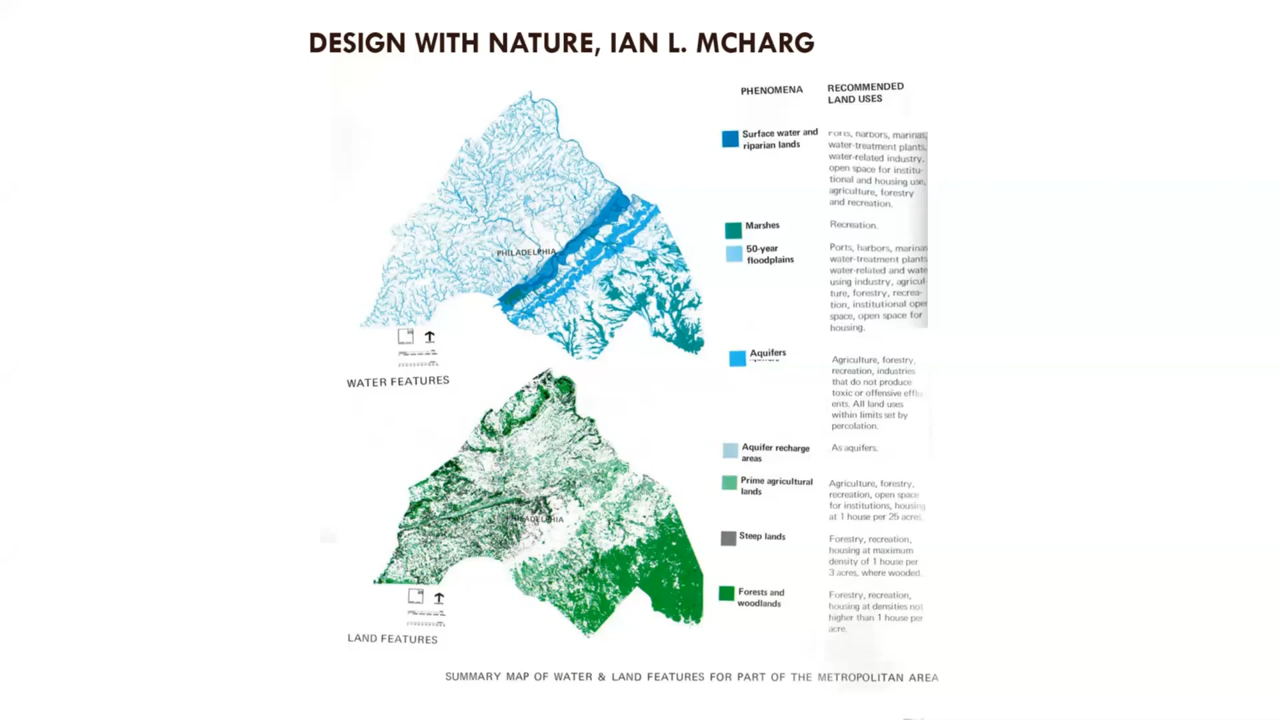 DESIGN WITH NATURE, IAN L. MCHARG
PHENOMENA
RECOMMENDED
LAND USES
Surface water and
riparian lands
Ports, harbors, marinas,
water-treatment plants,
water-related industry,
open space for institu-
tional and housing use,
agriculture, forestry
and recreation.
Marshes
Recreation.
50-year
floodplains
Ports, harbors, marinas
water-treatment plants
water-related and wate
using industry, agricul-
ture, forestry, recrea-
tion, institutional open
space, open space for
housing.
Aquifers
Agriculture, forestry,
recreation, industries
that do not produce
toxic or offensive efflu
ents. All land uses
within limits set by
percolation.
Aquifer recharge
areas
As aquifers.
Prime agricultural
lands
Agriculture, forestry,
recreation, open space
for institutions, housing
at 1 house per 25 acres.
Steep lands
Forestry, recreation,
housing at maximum
density of 1 house per
3 acres, where wooded.
Forests and
woodlands
Forestry, recreation,
housing at densities not
higher than 1 house per
acre.
PHILADELPHIA
WATER FEATURES
PHILADELPHIA
LAND FEATURES
SUMMARY MAP OF WATER & LAND FEATURES FOR PART OF THE METROPOLITAN AREA